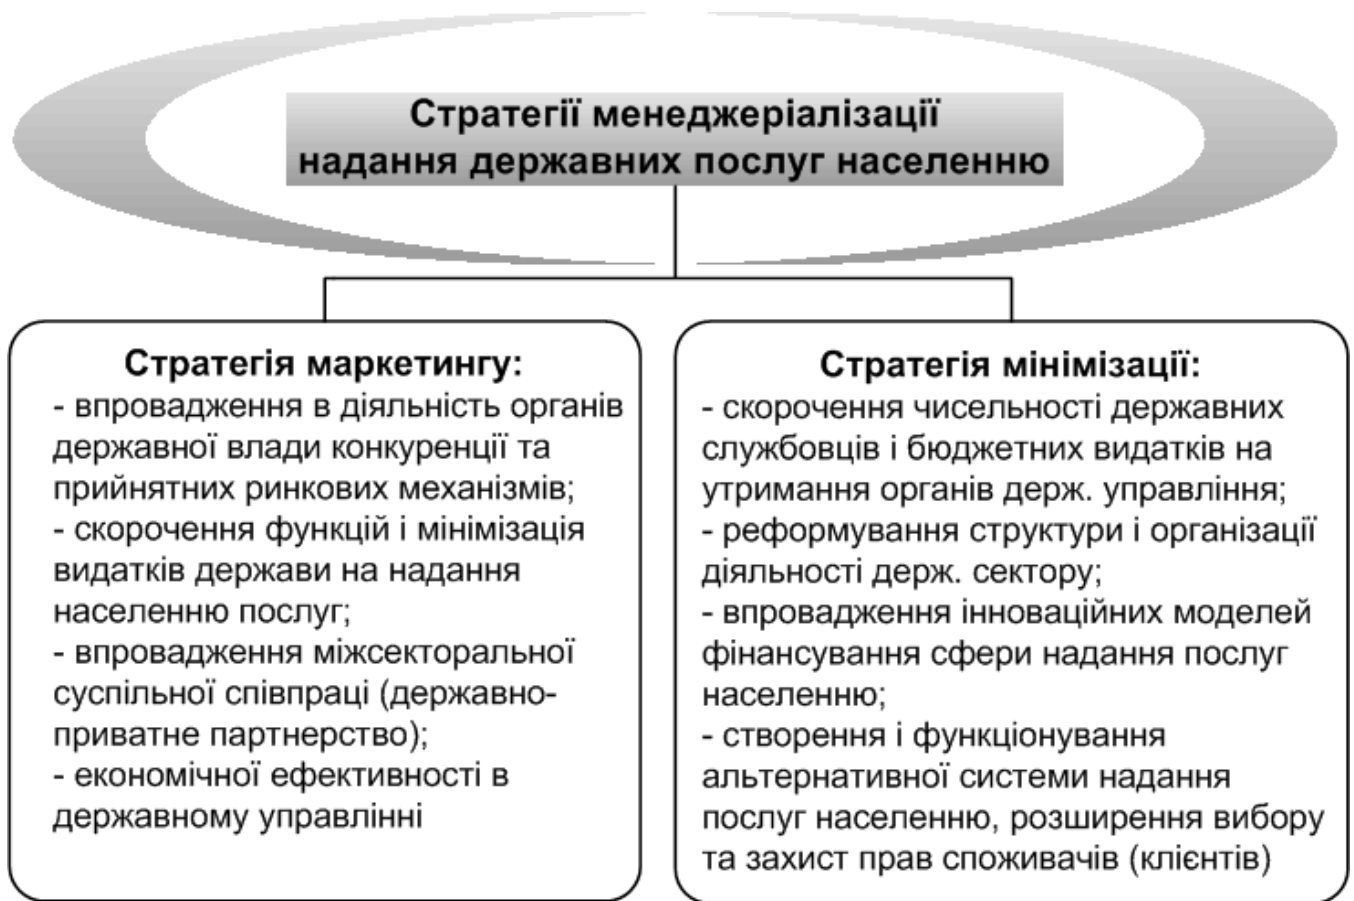 Стратегії менеджеріалізації
надання державних послуг населенню
Стратегія маркетингу:
- впровадження в діяльність органів
державної влади конкуренції та
прийнятних ринкових механізмів;
- скорочення функцій і мінімізація
видатків держави на надання
населенню послуг;
- впровадження міжсекторальної
суспільної співпраці (державно-
приватне партнерство);
- економічної ефективності в
державному управлінні
Стратегія мінімізації:
- скорочення чисельності державних
службовців і бюджетних видатків на
утримання органів держ. управління;
- реформування структури і організації
діяльності держ. сектору;
- впровадження інноваційних моделей
фінансування сфери надання послуг
населенню;
- створення і функціонування
альтернативної системи надання
послуг населенню, розширення вибору
та захист прав споживачів (клієнтів)